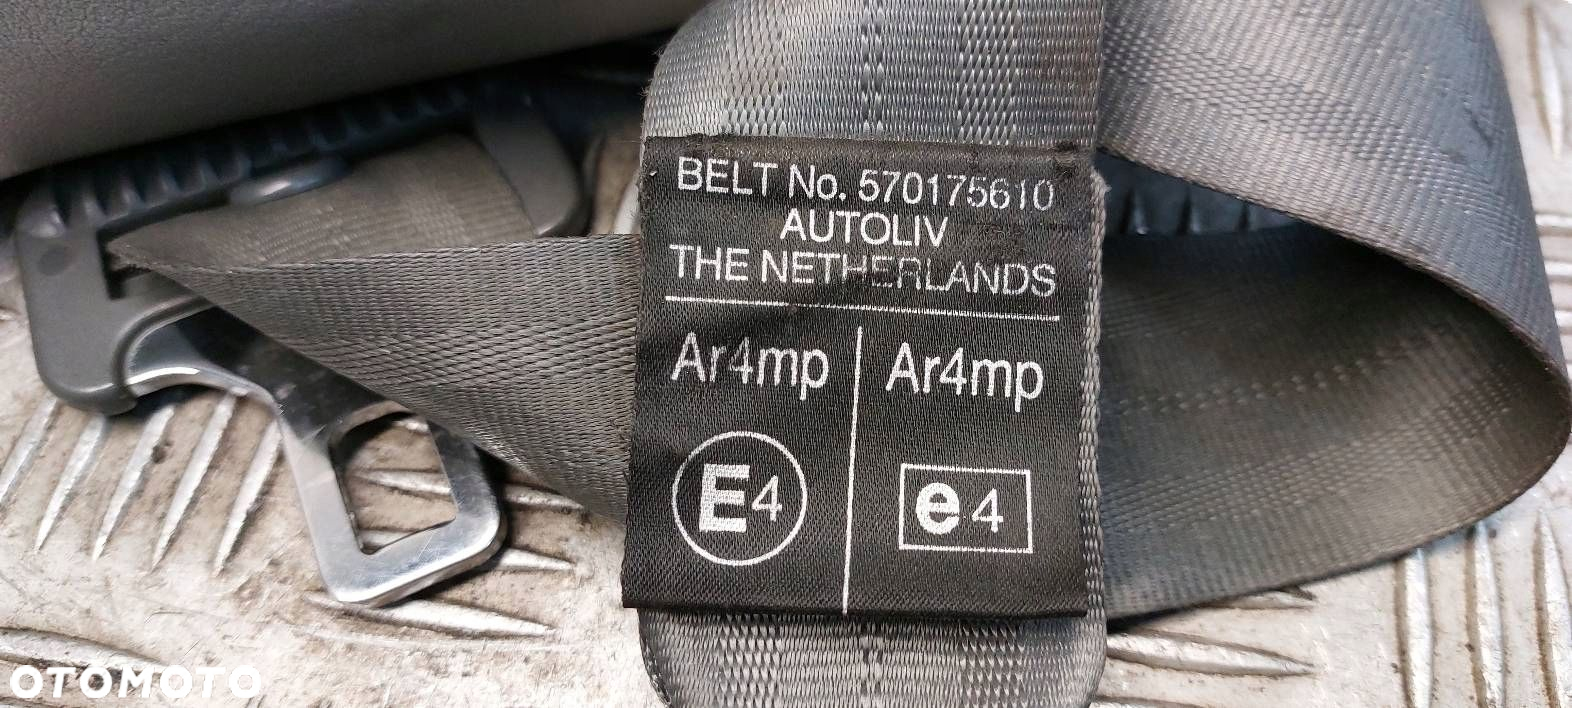 BELT No. 570175610
AUTOLIV
THE NETHERLANDS
Ar4mp Ar4mp
E4 e4
OTOMOTO